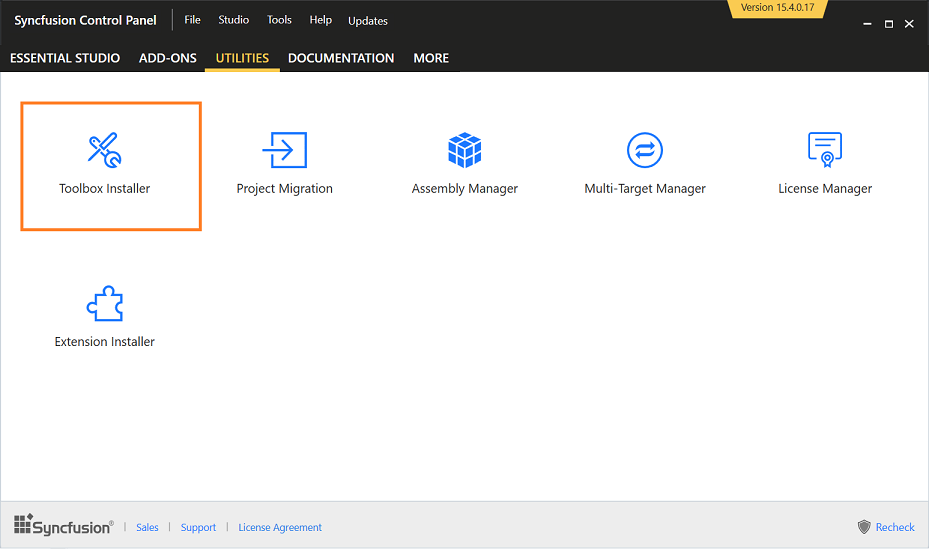 Syncfusion Control Panel File Studio Tools Help Updates Version 15.4.0.17
ESSENTIAL STUDIO ADD-ONS UTILITIES DOCUMENTATION MORE
Toolbox Installer Project Migration Assembly Manager Multi-Target Manager License Manager
Extension Installer
Syncfusion® | Sales | Support | License Agreement Recheck